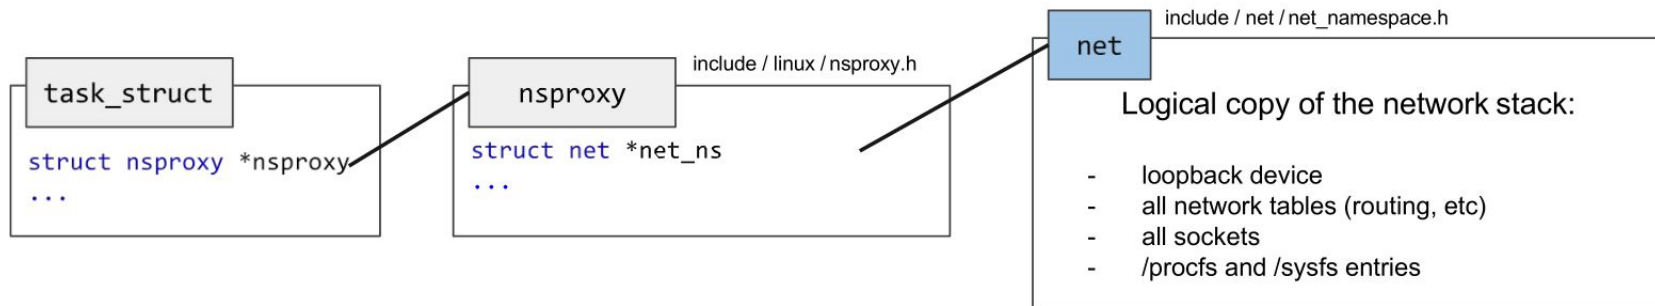 task_struct
struct nsproxy *nsproxy
...
include / linux / nsproxy.h
nsproxy
struct net *net_ns
...
include / net / net_namespace.h
net
Logical copy of the network stack:
- loopback device
- all network tables (routing, etc)
- all sockets
- /procfs and /sysfs entries